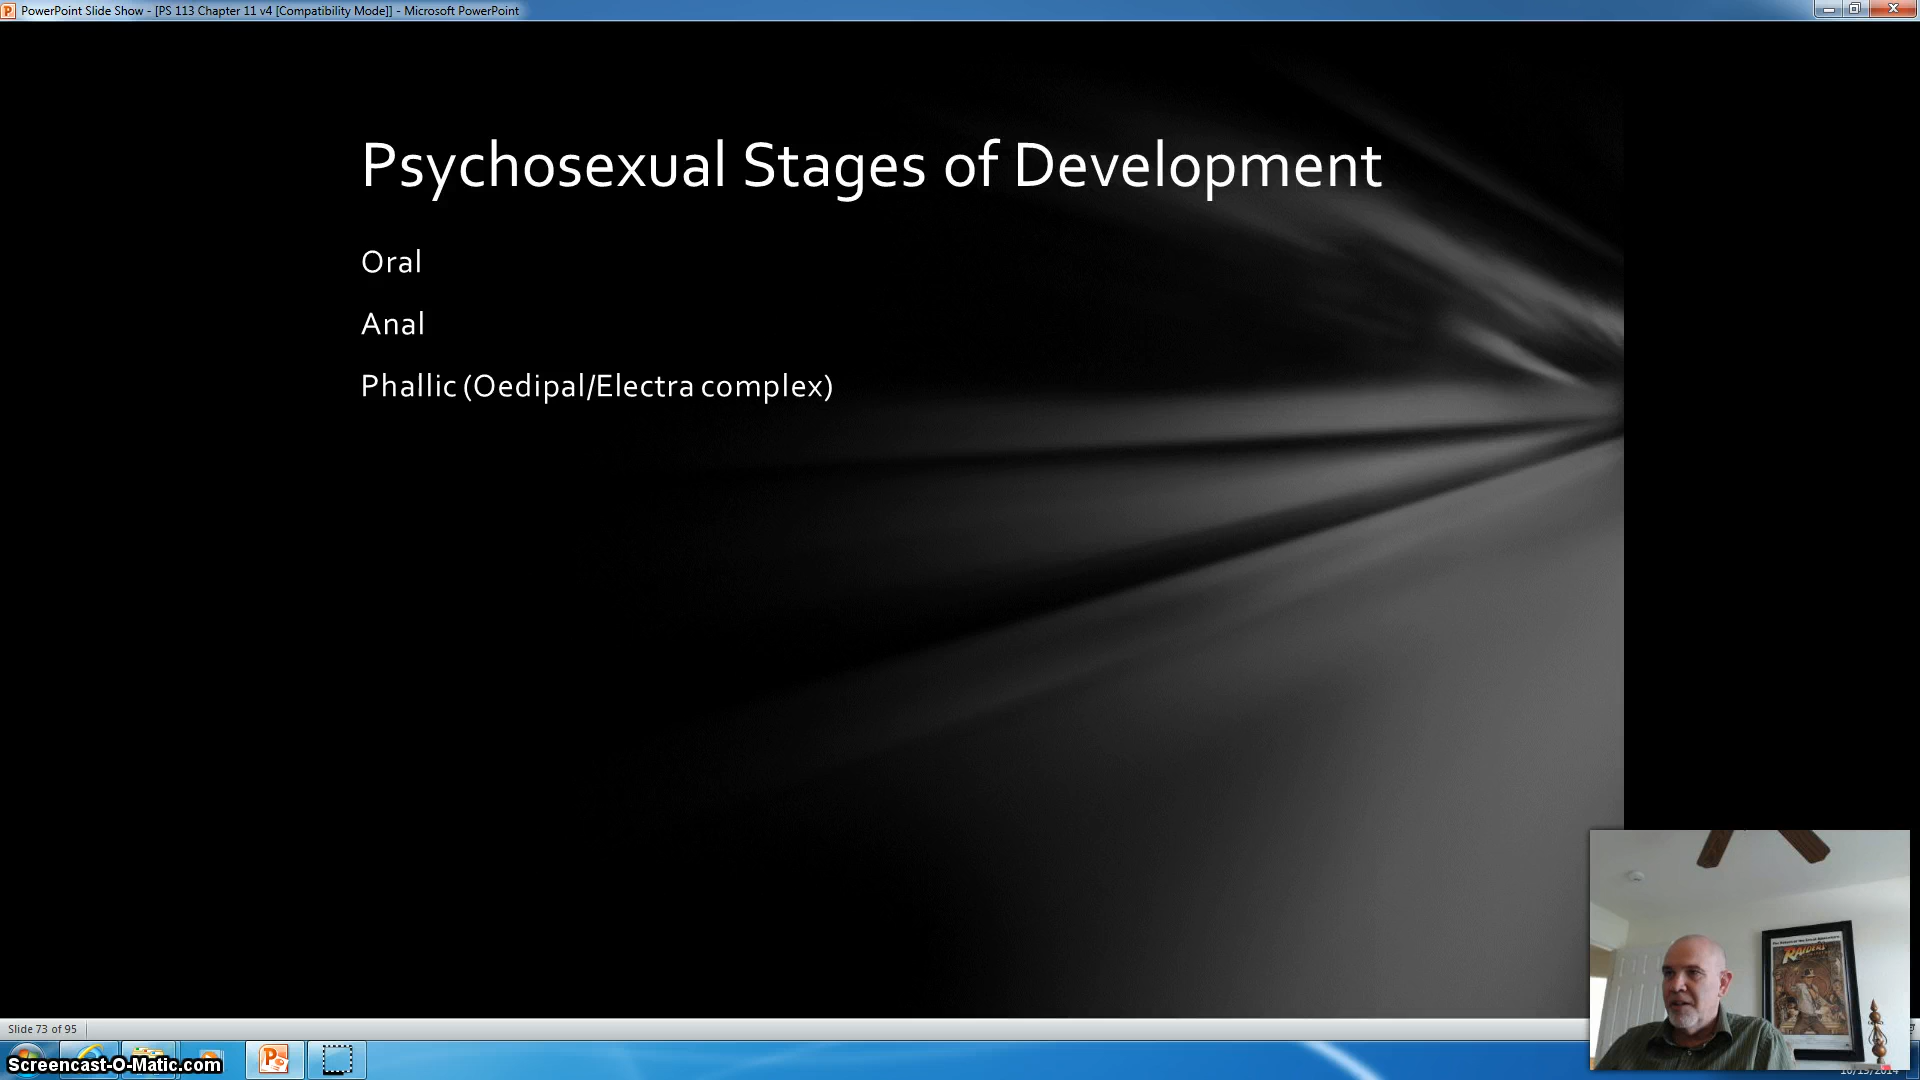 PowerPoint Slide Show - [PS 113 Chapter 11 v4 [Compatibility Mode]] - Microsoft PowerPoint
Psychosexual Stages of Development
Oral
Anal
Phallic (Oedipal/Electra complex)
RAIDERS
Slide 73 of 95
Screencast-O-Matic.com